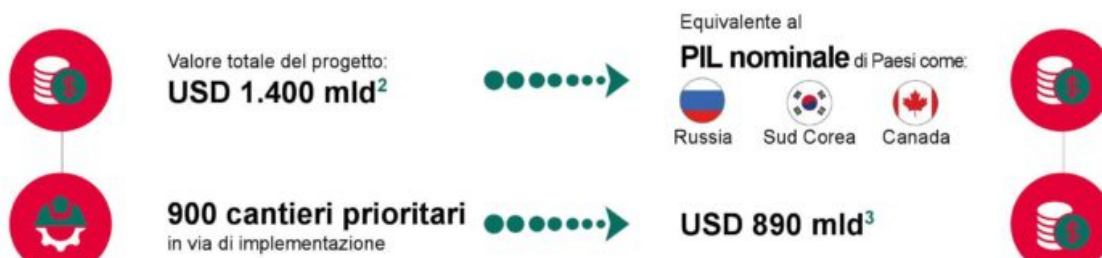 Valore totale del progetto:
USD 1.400 mld²
Equivalente al
PIL nominale di Paesi come:
Russia
Sud Corea
Canada
900 cantieri prioritari
in via di implementazione
USD 890 mld³